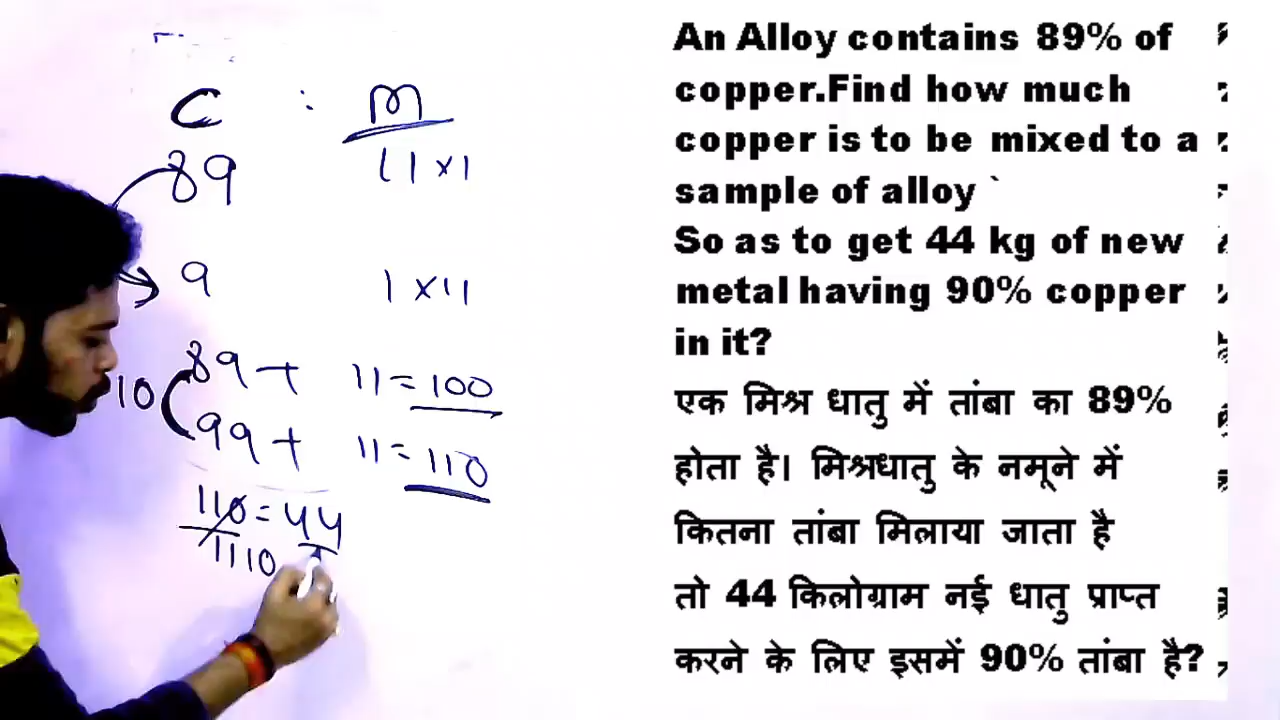 C : M
89 11 × 1
9 1 × 11
89 + 11 = 100
10
99 + 11 = 110
110 = 44
11 10
An Alloy contains 89% of
copper.Find how much
copper is to be mixed to a
sample of alloy `
So as to get 44 kg of new
metal having 90% copper
in it?
एक मिश्र धातु में तांबा का 89%
होता है। मिश्रधातु के नमूने में
कितना तांबा मिलाया जाता है
तो 44 किलोग्राम नई धातु प्राप्त
करने के लिए इसमें 90% तांबा है?